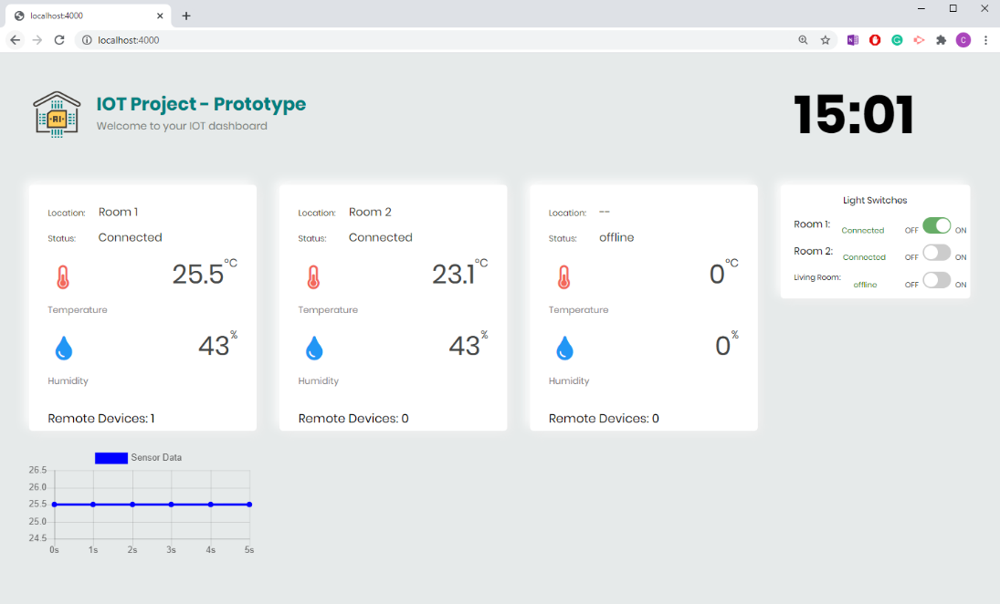 localhost:4000
localhost:4000
N
G
C
AI
IOT Project - Prototype
Welcome to your IOT dashboard
15:01
Location: Room 1
Status: Connected
25.5°C
Temperature
43%
Humidity
Remote Devices: 1
Location: Room 2
Status: Connected
23.1°C
Temperature
43%
Humidity
Remote Devices: 0
Location: --
Status: offline
0°C
Temperature
0%
Humidity
Remote Devices: 0
Light Switches
Room 1: Connected OFF ON
Room 2: Connected OFF ON
Living Room: offline OFF ON
Sensor Data
26.5
26.0
25.5
25.0
24.5
0s 1s 2s 3s 4s 5s